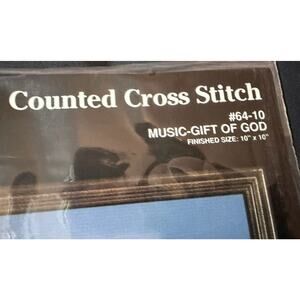 Counted Cross Stitch
#64-10
MUSIC-GIFT OF GOD
FINISHED SIZE: 10" x 10"